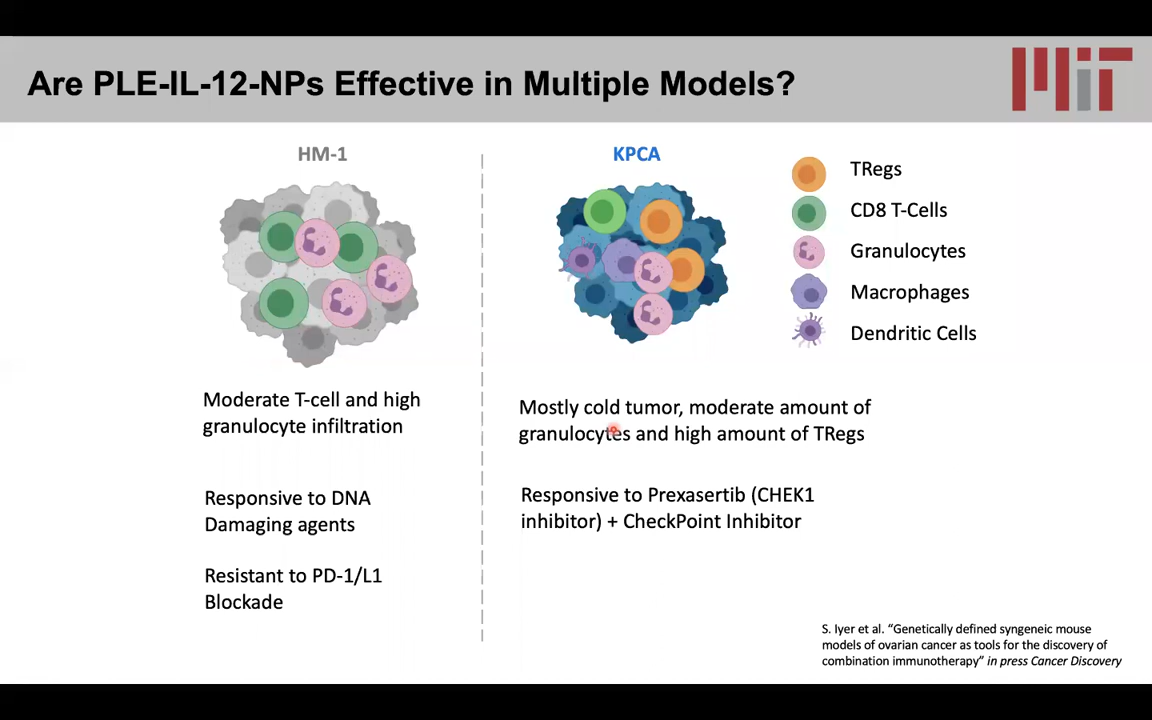 Are PLE-IL-12-NPs Effective in Multiple Models?
MIT
HM-1
Moderate T-cell and high
granulocyte infiltration
Responsive to DNA
Damaging agents
Resistant to PD-1/L1
Blockade
KPCA
Mostly cold tumor, moderate amount of
granulocytes and high amount of TRegs
Responsive to Prexasertib (CHEK1
inhibitor) + CheckPoint Inhibitor
TRegs
CD8 T-Cells
Granulocytes
Macrophages
Dendritic Cells
S. Iyer et al. “Genetically defined syngeneic mouse
models of ovarian cancer as tools for the discovery of
combination immunotherapy” in press Cancer Discovery